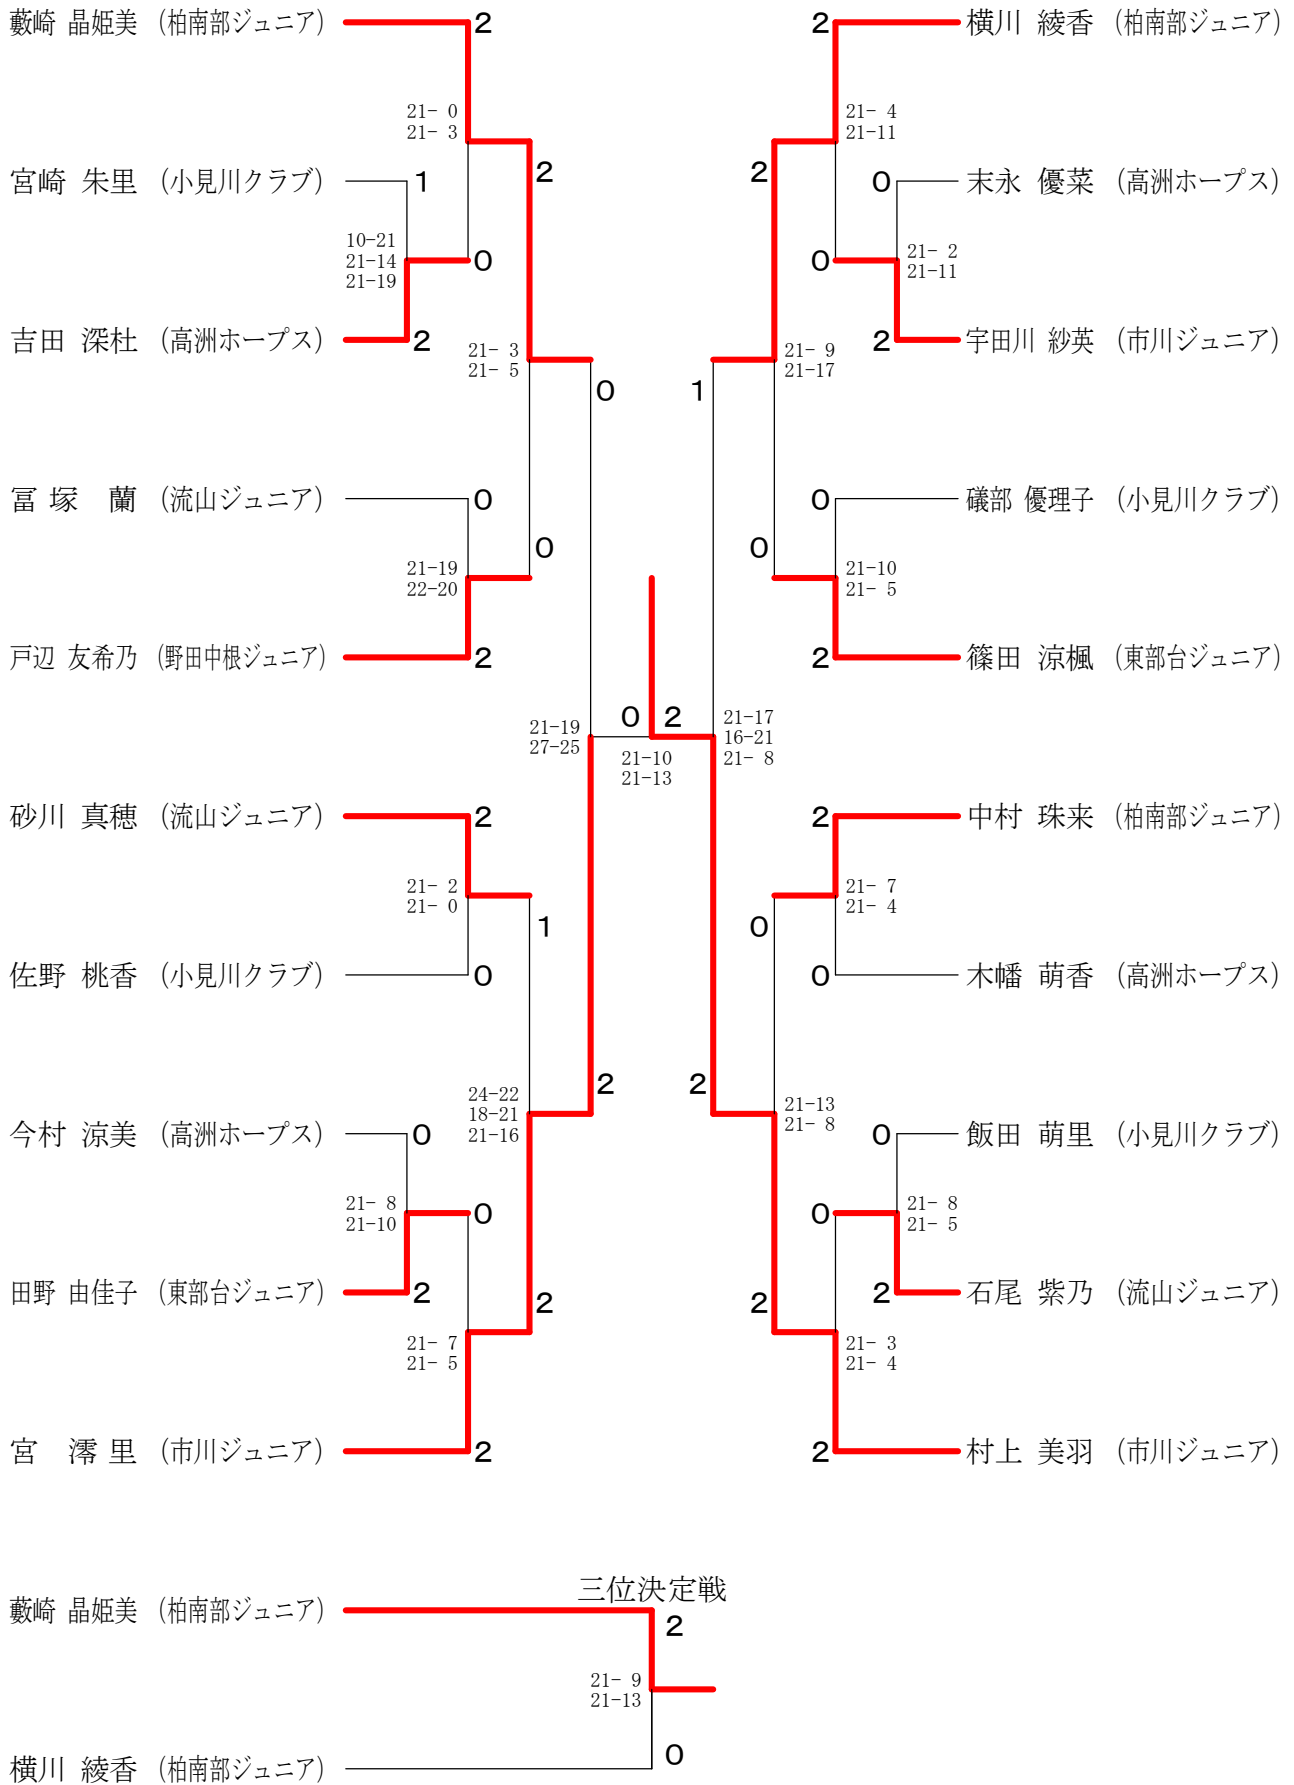 藪崎 晶姫美 (柏南部ジュニア) 2
21- 0
21- 3
2
宮崎 朱里 (小見川クラブ) 1
10-21
21-14
21-19
0
吉田 深杜 (高洲ホープス) 2
21- 3
21- 5
0
冨塚 蘭 (流山ジュニア) 0
0
21-19
22-20
戸辺 友希乃 (野田中根ジュニア) 2
21-19
27-25
砂川 真穂 (流山ジュニア) 2
21- 2
21- 0
1
佐野 桃香 (小見川クラブ) 0
24-22
18-21
21-16
2
今村 涼美 (高洲ホープス) 0
21- 8
21-10
0
田野 由佳子 (東部台ジュニア) 2
2
21- 7
21- 5
宮 澪里 (市川ジュニア) 2
0 2
21-10
21-13
2 横川 綾香 (柏南部ジュニア)
21- 4
21-11
2
0 末永 優菜 (高洲ホープス)
0
21- 2
21-11
2 宇田川 紗英 (市川ジュニア)
21- 9
21-17
1
0 礒部 優理子 (小見川クラブ)
0
21-10
21- 5
2 篠田 涼楓 (東部台ジュニア)
21-17
16-21
21- 8
2 中村 珠来 (柏南部ジュニア)
21- 7
21- 4
0
0 木幡 萌香 (高洲ホープス)
2
21-13
21- 8
0 飯田 萌里 (小見川クラブ)
0
21- 8
21- 5
2 石尾 紫乃 (流山ジュニア)
2
21- 3
21- 4
2 村上 美羽 (市川ジュニア)
三位決定戦
藪崎 晶姫美 (柏南部ジュニア) 2
21- 9
21-13
横川 綾香 (柏南部ジュニア) 0